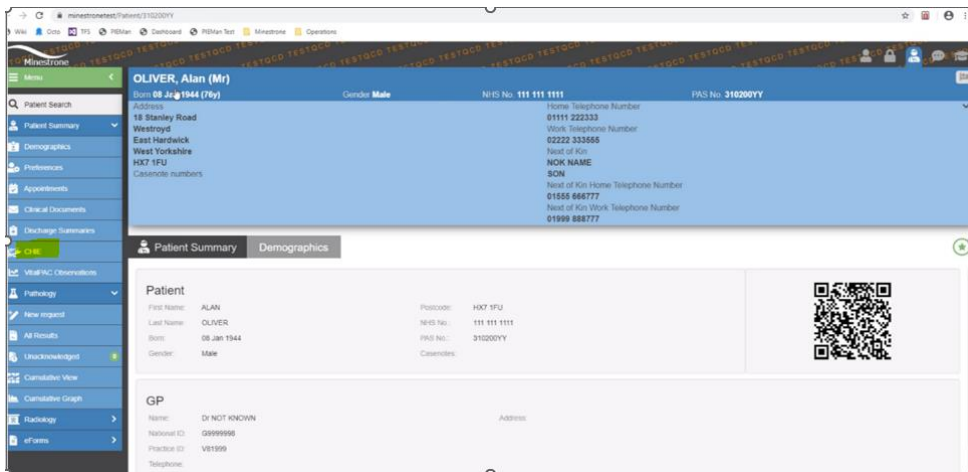 minestronetest/Patient/310200YY
Wiki Octo TFS PIEMan Dashboard PIEMan Test Minestrone Operations
Minestrone
Menu
Patient Search
Patient Summary
Demographics
Preferences
Appointments
Clinical Documents
Discharge Summaries
CHIE
VitalPAC Observations
Pathology
New request
All Results
Unacknowledged 0
Cumulative View
Cumulative Graph
Radiology
eForms
OLIVER, Alan (Mr)
Born 08 Jan 1944 (76y) Gender Male NHS No. 111 111 1111 PAS No. 310200YY
Address
18 Stanley Road
Westroyd
East Hardwick
West Yorkshire
HX7 1FU
Casenote numbers
Home Telephone Number
01111 222333
Work Telephone Number
02222 333555
Next of Kin
NOK NAME
SON
Next of Kin Home Telephone Number
01555 666777
Next of Kin Work Telephone Number
01999 888777
Patient Summary Demographics
Patient
First Name: ALAN Postcode: HX7 1FU
Last Name: OLIVER NHS No.: 111 111 1111
Born: 08 Jan 1944 PAS No.: 310200YY
Gender: Male Casenotes:
GP
Name: Dr NOT KNOWN Address:
National ID: G9999998
Practice ID: V81999
Telephone: